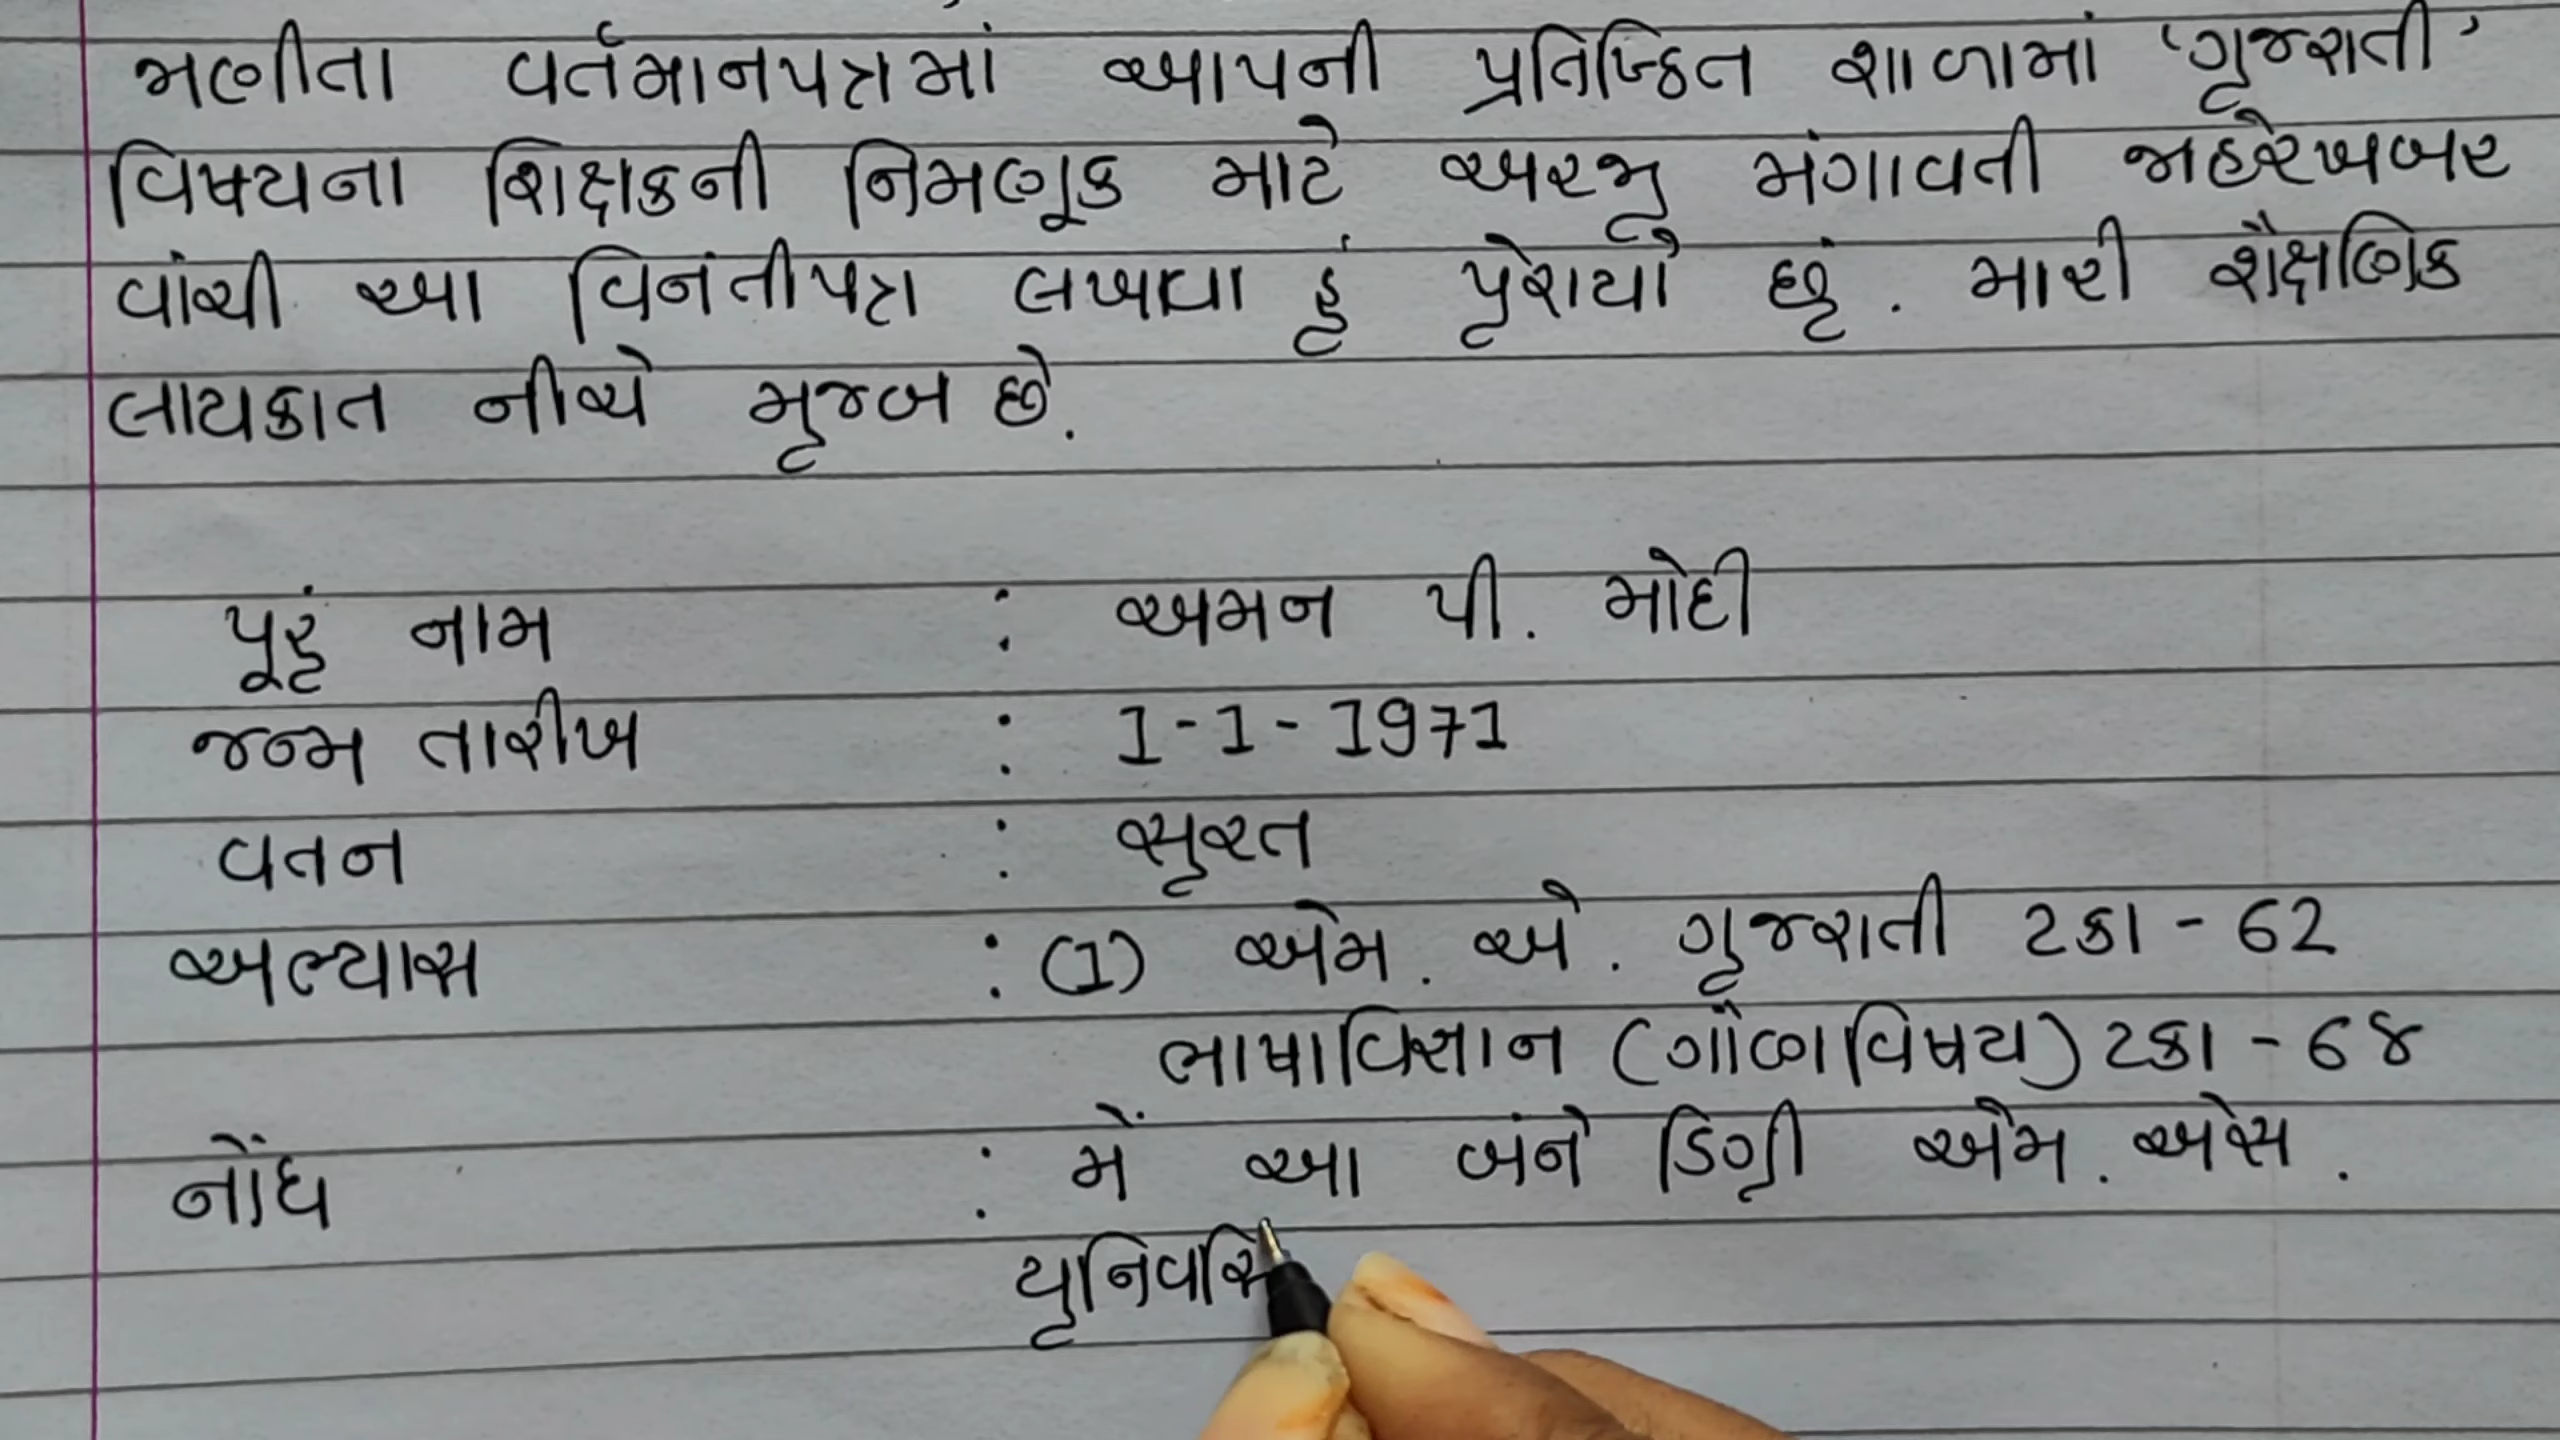 ભણીતા વર્તમાનપત્રમાં આપની પ્રતિષ્ઠિત શાળામાં 'ગુજરાતી'
વિષયના શિક્ષકની નિમણૂક માટે અરજી મંગાવતી જાહેરખબર
વાંચી આ વિનંતીપત્ર લખવા હું પ્રેરાયો છું. મારી શૈક્ષણિક
લાયકાત નીચે મુજબ છે.
પૂરું નામ : અમન પી. મોદી
જન્મ તારીખ : 1-1-1971
વતન : સુરત
અભ્યાસ : (1) એમ. એ. ગુજરાતી ટકા - 62
ભાષાવિજ્ઞાન (ગૌણવિષય) ટકા - 68
નોંધ : મેં આ બંને ડિગ્રી એમ. એસ.